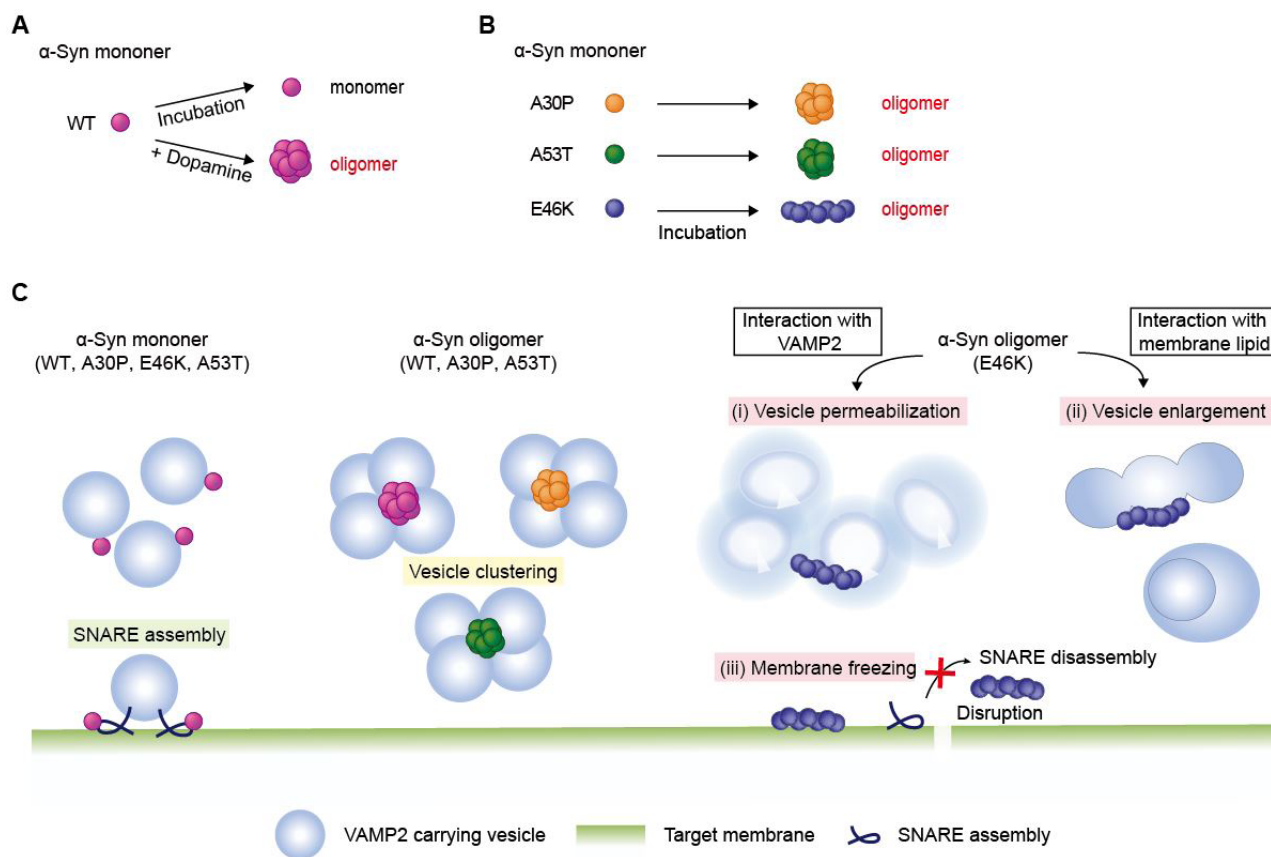 A
α-Syn mononer
WT
Incubation
monomer
+ Dopamine
oligomer
B
α-Syn mononer
A30P
oligomer
A53T
oligomer
E46K
oligomer
Incubation
C
α-Syn mononer
(WT, A30P, E46K, A53T)
SNARE assembly
α-Syn oligomer
(WT, A30P, A53T)
Vesicle clustering
Interaction with
VAMP2
α-Syn oligomer
(E46K)
Interaction with
membrane lipid
(i) Vesicle permeabilization
(ii) Vesicle enlargement
(iii) Membrane freezing
SNARE disassembly
Disruption
VAMP2 carrying vesicle
Target membrane
SNARE assembly